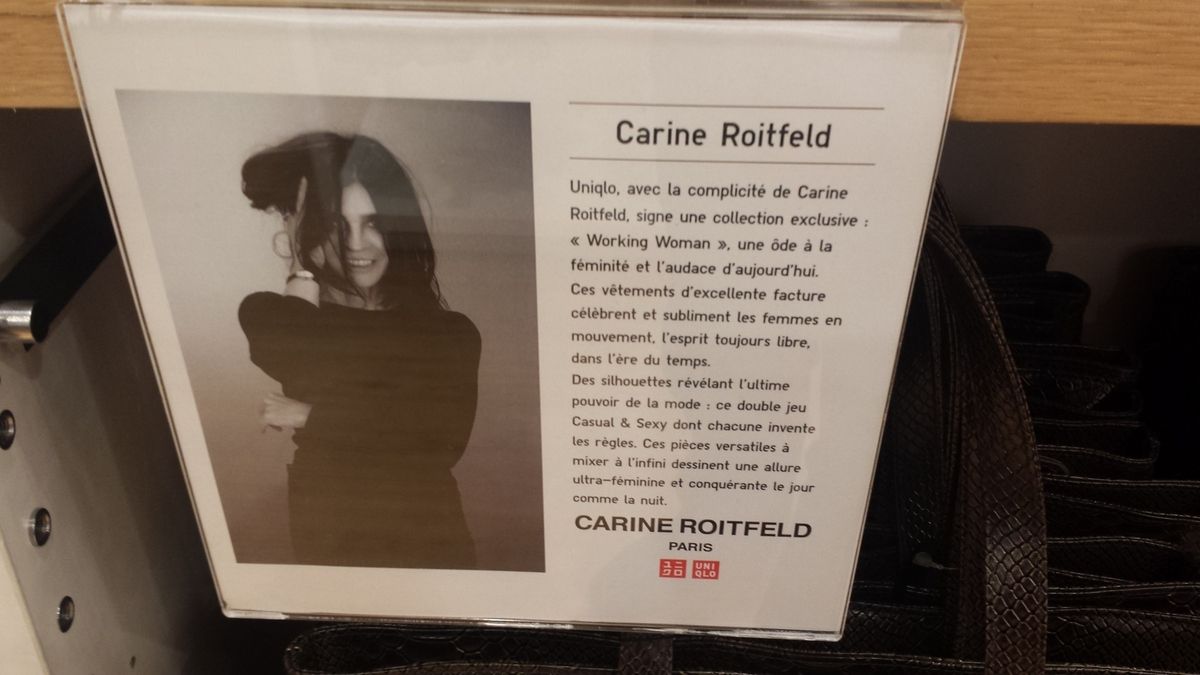 Carine Roitfeld
Uniqlo, avec la complicité de Carine
Roitfeld, signe une collection exclusive :
« Working Woman », une ôde à la
féminité et l'audace d'aujourd'hui.
Ces vêtements d'excellente facture
célèbrent et subliment les femmes en
mouvement, l'esprit toujours libre,
dans l'ère du temps.
Des silhouettes révélant l'ultime
pouvoir de la mode : ce double jeu
Casual & Sexy dont chacune invente
les règles. Ces pièces versatiles à
mixer à l'infini dessinent une allure
ultra-féminine et conquérante le jour
comme la nuit.
CARINE ROITFELD
PARIS
ユニ UNI
クロ QLO